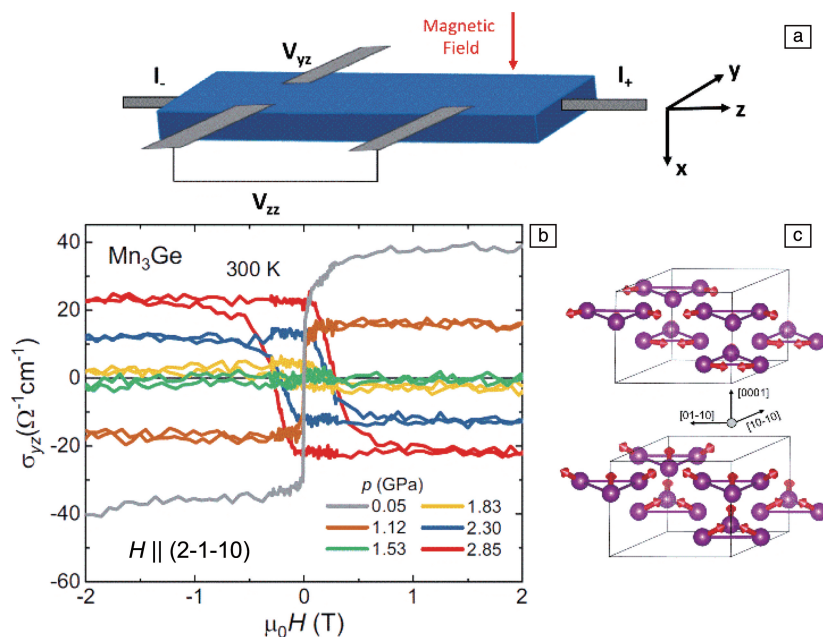 Magnetic
Field
a
V_yz
I_-
I_+
y
z
x
V_zz
b
c
Mn₃Ge
300 K
σ_yz(Ω⁻¹cm⁻¹)
40
20
0
-20
-40
-60
p (GPa)
0.05 1.83
1.12 2.30
1.53 2.85
H || (2-1-10)
-2 -1 0 1 2
μ₀H (T)
[0001]
[01-10]
[10-10]